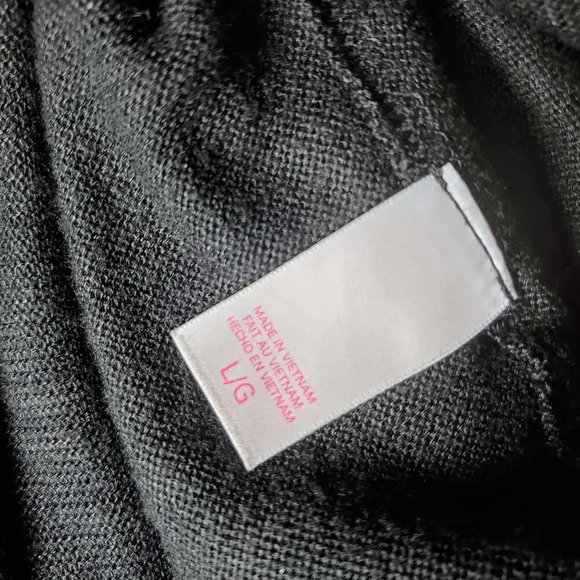 MADE IN VIETNAM
FAIT AU VIETNAM
HECHO EN VIETNAM
L/G